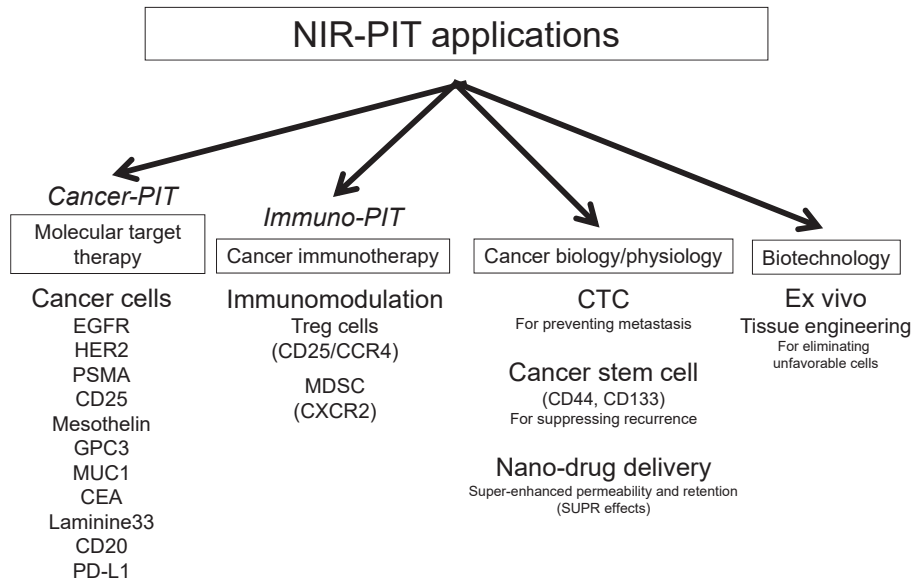 NIR-PIT applications
Cancer-PIT
Molecular target
therapy
Cancer cells
EGFR
HER2
PSMA
CD25
Mesothelin
GPC3
MUC1
CEA
Laminine33
CD20
PD-L1
Immuno-PIT
Cancer immunotherapy
Immunomodulation
Treg cells
(CD25/CCR4)
MDSC
(CXCR2)
Cancer biology/physiology
CTC
For preventing metastasis
Cancer stem cell
(CD44, CD133)
For suppressing recurrence
Nano-drug delivery
Super-enhanced permeability and retention
(SUPR effects)
Biotechnology
Ex vivo
Tissue engineering
For eliminating
unfavorable cells